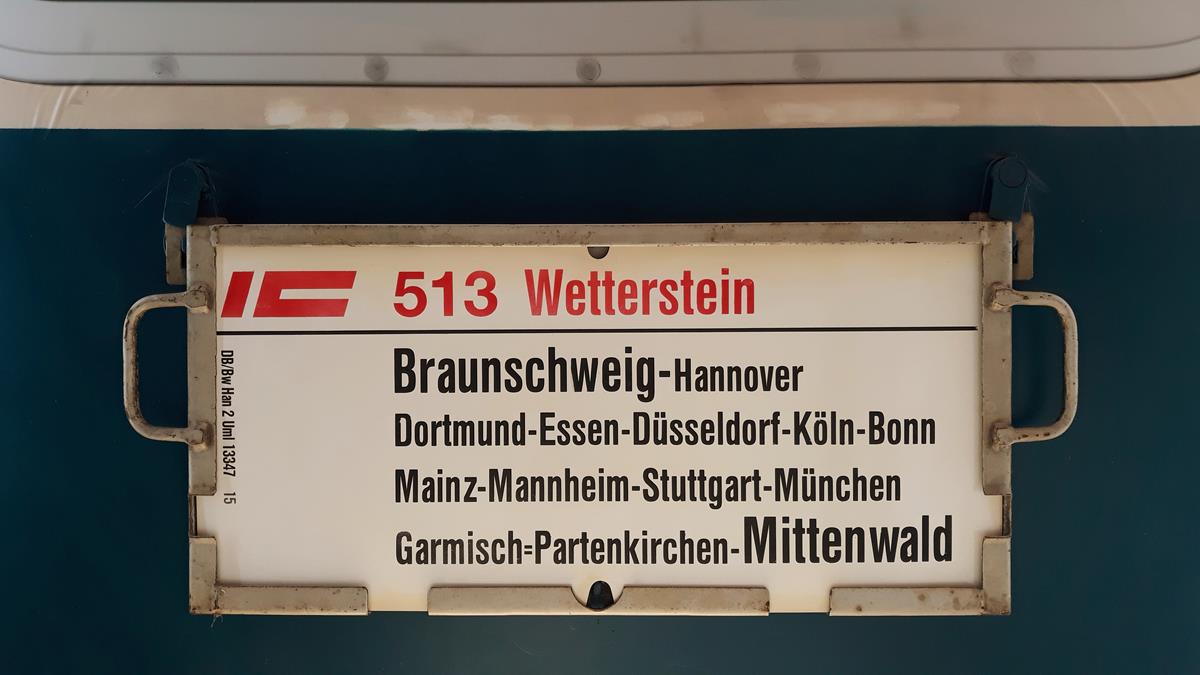 IC 513 Wetterstein
Braunschweig-Hannover
Dortmund-Essen-Düsseldorf-Köln-Bonn
Mainz-Mannheim-Stuttgart-München
Garmisch=Partenkirchen-Mittenwald
DB/Bw Han 2 Uml 13347 15